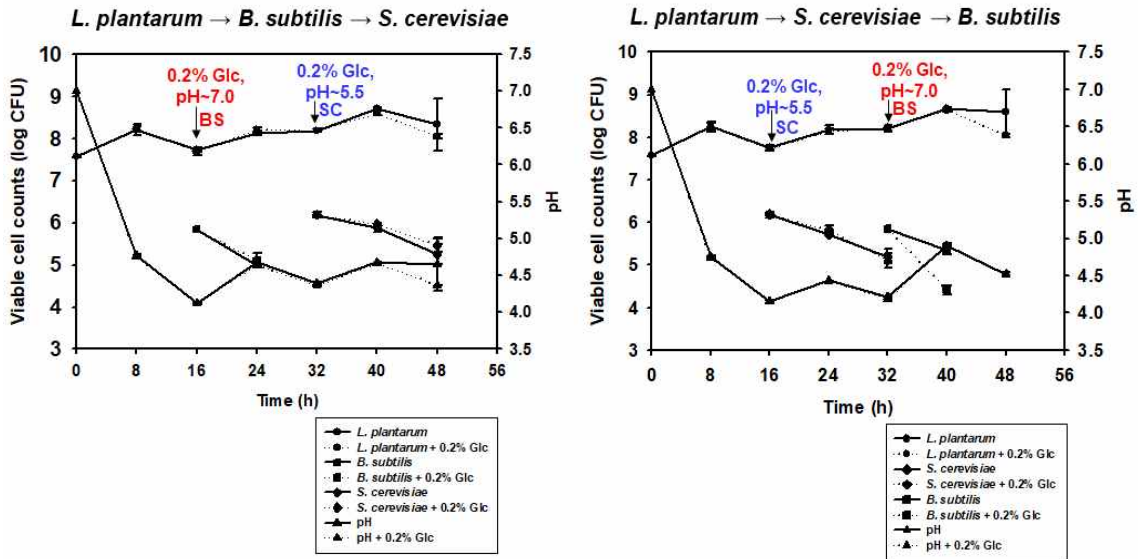 L. plantarum → B. subtilis → S. cerevisiae
10
9
8
7
6
5
4
3
Viable cell counts (log CFU)
0.2% Glc,
pH~7.0
BS
0.2% Glc,
pH~5.5
SC
7.5
7.0
6.5
6.0
5.5
5.0
4.5
4.0
3.5
pH
0 8 16 24 32 40 48 56
Time (h)
L. plantarum
L. plantarum + 0.2% Glc
B. subtilis
B. subtilis + 0.2% Glc
S. cerevisiae
S. cerevisiae + 0.2% Glc
pH
pH + 0.2% Glc
L. plantarum → S. cerevisiae → B. subtilis
10
9
8
7
6
5
4
3
Viable cell counts (log CFU)
0.2% Glc,
pH~5.5
SC
0.2% Glc,
pH~7.0
BS
7.5
7.0
6.5
6.0
5.5
5.0
4.5
4.0
3.5
pH
0 8 16 24 32 40 48 56
Time (h)
L. plantarum
L. plantarum + 0.2% Glc
S. cerevisiae
S. cerevisiae + 0.2% Glc
B. subtilis
B. subtilis + 0.2% Glc
pH
pH + 0.2% Glc